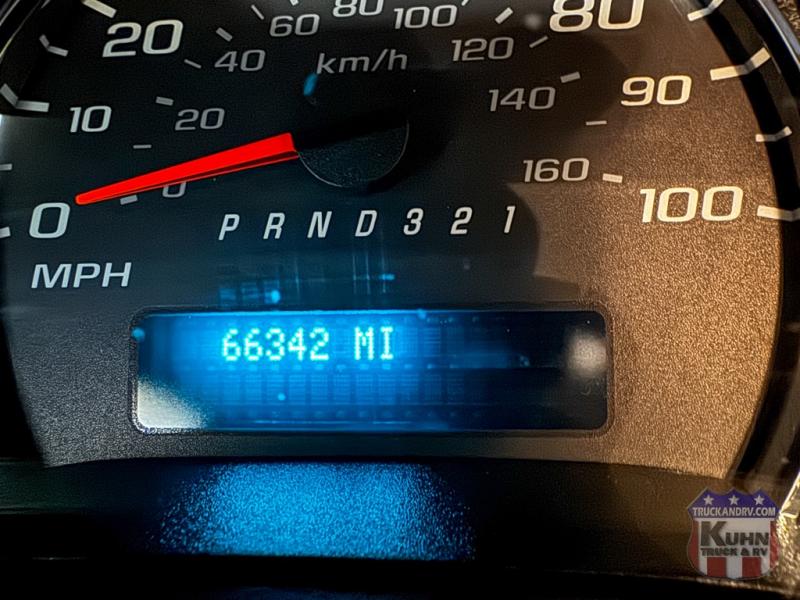 80
60 100
20 80
40 km/h 120
10 20 140 90
0 160
0 100
P R N D 3 2 1
MPH
66342 MI
TRUCKANDRV.COM
KUHN
TRUCK & RV